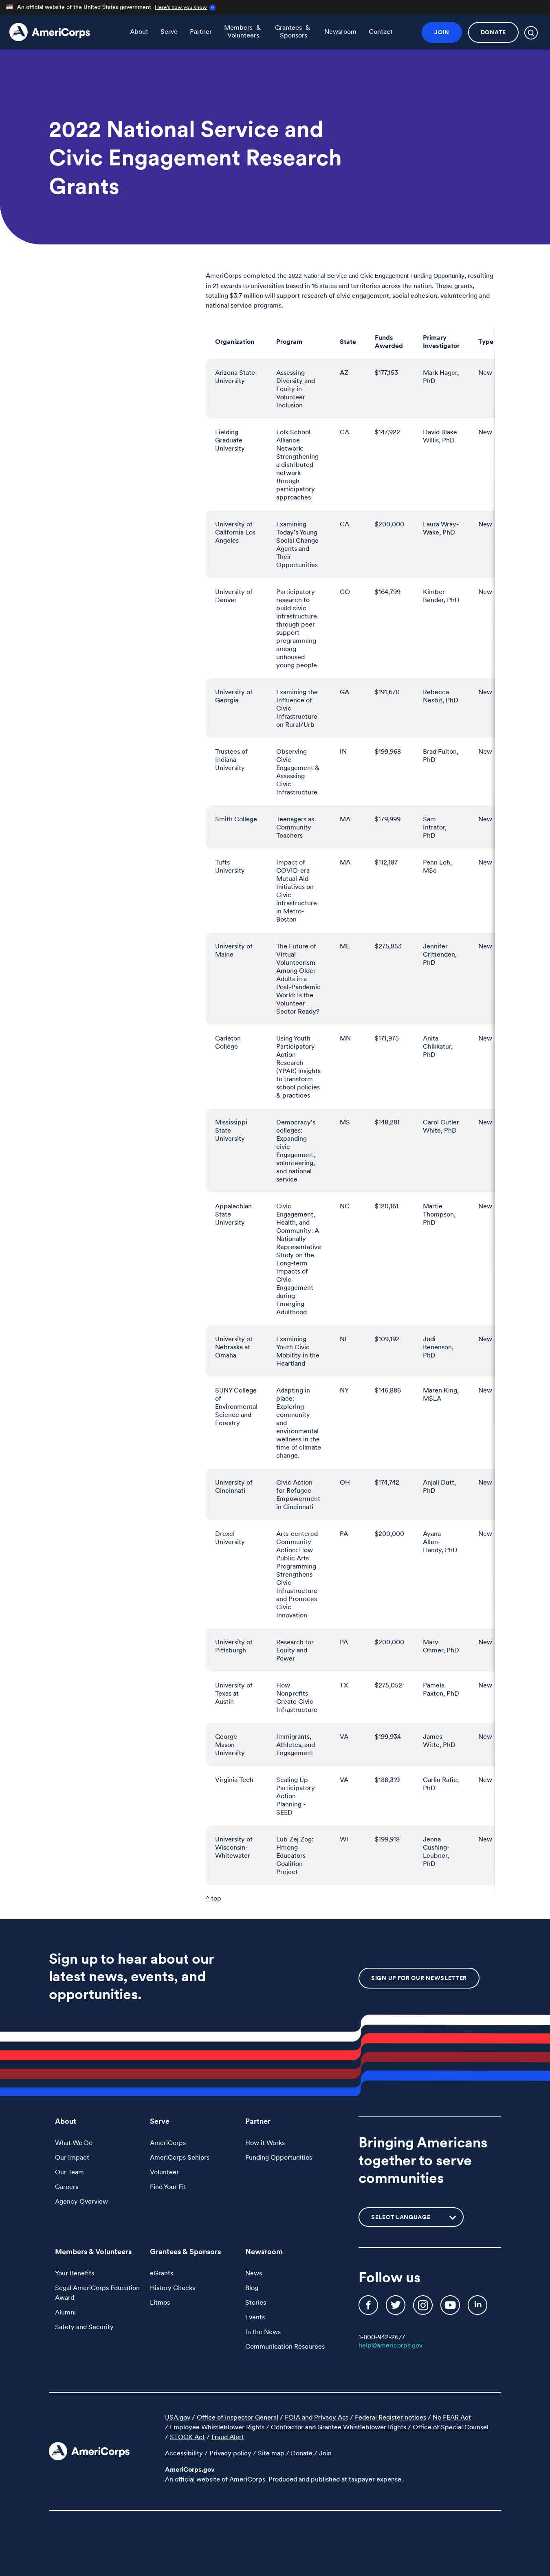 An official website of the United States government Here's how you know
AmeriCorps
About
Serve
Partner
Members &
Volunteers
Grantees &
Sponsors
Newsroom
Contact
JOIN
DONATE
2022 National Service and
Civic Engagement Research
Grants
AmeriCorps completed the 2022 National Service and Civic Engagement Funding Opportunity, resulting
in 21 awards to universities based in 16 states and territories across the nation. These grants,
totaling $3.7 million will support research of civic engagement, social cohesion, volunteering and
national service programs.
Organization
Program
State
Funds
Awarded
Primary
Investigator
Type
Arizona State
University
Assessing
Diversity and
Equity in
Volunteer
Inclusion
AZ
$177,153
Mark Hager,
PhD
New
Fielding
Graduate
University
Folk School
Alliance
Network:
Strengthening
a distributed
network
through
participatory
approaches
CA
$147,922
David Blake
Willis, PhD
New
University of
California Los
Angeles
Examining
Today's Young
Social Change
Agents and
Their
Opportunities
CA
$200,000
Laura Wray-
Wake, PhD
New
University of
Denver
Participatory
research to
build civic
infrastructure
through peer
support
programming
among
unhoused
young people
CO
$164,799
Kimber
Bender, PhD
New
University of
Georgia
Examining the
Influence of
Civic
Infrastructure
on Rural/Urb
GA
$191,670
Rebecca
Nesbit, PhD
New
Trustees of
Indiana
University
Observing
Civic
Engagement &
Assessing
Civic
Infrastructure
IN
$199,968
Brad Fulton,
PhD
New
Smith College
Teenagers as
Community
Teachers
MA
$179,999
Sam
Intrator,
PhD
New
Tufts
University
Impact of
COVID-era
Mutual Aid
Initiatives on
Civic
infrastructure
in Metro-
Boston
MA
$112,187
Penn Loh,
MSc
New
University of
Maine
The Future of
Virtual
Volunteerism
Among Older
Adults in a
Post-Pandemic
World: Is the
Volunteer
Sector Ready?
ME
$275,853
Jennifer
Crittenden,
PhD
New
Carleton
College
Using Youth
Participatory
Action
Research
(YPAR) insights
to transform
school policies
& practices
MN
$171,975
Anita
Chikkatur,
PhD
New
Mississippi
State
University
Democracy's
colleges:
Expanding
civic
Engagement,
volunteering,
and national
service
MS
$148,281
Carol Cutler
White, PhD
New
Appalachian
State
University
Civic
Engagement,
Health, and
Community: A
Nationally-
Representative
Study on the
Long-term
Impacts of
Civic
Engagement
during
Emerging
Adulthood
NC
$120,161
Martie
Thompson,
PhD
New
University of
Nebraska at
Omaha
Examining
Youth Civic
Mobility in the
Heartland
NE
$109,192
Jodi
Benenson,
PhD
New
SUNY College
of
Environmental
Science and
Forestry
Adapting in
place:
Exploring
community
and
environmental
wellness in the
time of climate
change.
NY
$146,886
Maren King,
MSLA
New
University of
Cincinnati
Civic Action
for Refugee
Empowerment
in Cincinnati
OH
$174,742
Anjali Dutt,
PhD
New
Drexel
University
Arts-centered
Community
Action: How
Public Arts
Programming
Strengthens
Civic
Infrastructure
and Promotes
Civic
Innovation
PA
$200,000
Ayana
Allen-
Handy, PhD
New
University of
Pittsburgh
Research for
Equity and
Power
PA
$200,000
Mary
Ohmer, PhD
New
University of
Texas at
Austin
How
Nonprofits
Create Civic
Infrastructure
TX
$275,052
Pamela
Paxton, PhD
New
George
Mason
University
Immigrants,
Athletes, and
Engagement
VA
$199,934
James
Witte, PhD
New
Virginia Tech
Scaling Up
Participatory
Action
Planning -
SEED
VA
$188,319
Carlin Rafie,
PhD
New
University of
Wisconsin-
Whitewater
Lub Zej Zog:
Hmong
Educators
Coalition
Project
WI
$199,918
Jenna
Cushing-
Leubner,
PhD
New
^ top
Sign up to hear about our
latest news, events, and
opportunities.
SIGN UP FOR OUR NEWSLETTER
About
What We Do
Our Impact
Our Team
Careers
Agency Overview
Serve
AmeriCorps
AmeriCorps Seniors
Volunteer
Find Your Fit
Partner
How it Works
Funding Opportunities
Bringing Americans
together to serve
communities
SELECT LANGUAGE
Members & Volunteers
Your Benefits
Segal AmeriCorps Education
Award
Alumni
Safety and Security
Grantees & Sponsors
eGrants
History Checks
Litmos
Newsroom
News
Blog
Stories
Events
In the News
Communication Resources
Follow us
1-800-942-2677
help@americorps.gov
AmeriCorps
USA.gov / Office of Inspector General / FOIA and Privacy Act / Federal Register notices / No FEAR Act
/ Employee Whistleblower Rights / Contractor and Grantee Whistleblower Rights / Office of Special Counsel
/ STOCK Act / Fraud Alert
Accessibility / Privacy policy / Site map / Donate / Join
AmeriCorps.gov
An official website of AmeriCorps. Produced and published at taxpayer expense.